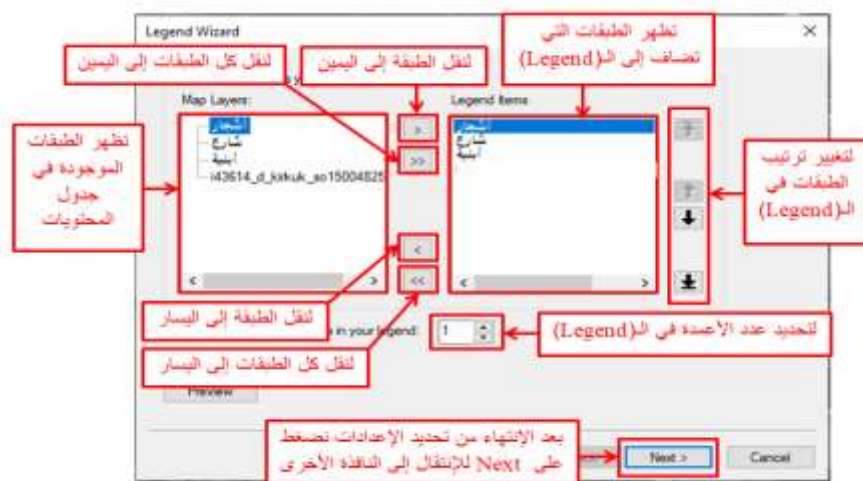 Legend Wizard
تظهر الطبقات التي
تضاف إلى الـ(Legend)
لنقل كل الطبقات إلى اليمين
لنقل الطبقة إلى اليمين
Map Layers:
Legend Items
تظهر الطبقات
الموجودة في
جدول
المحتويات
أشجار
شارع
أبنية
i43614_d_kirkuk_so15004825
>
>>
<
<<
أشجار
شارع
أبنية
لتغيير ترتيب
الطبقات في
الـ(Legend)
لنقل الطبقة إلى اليسار
in your legend:
1
لتحديد عدد الأعمدة في الـ(Legend)
لنقل كل الطبقات إلى اليسار
Preview
بعد الإنتهاء من تحديد الإعدادات نضغط
على Next للإنتقال إلى النافذة الأخرى
Next >
Cancel